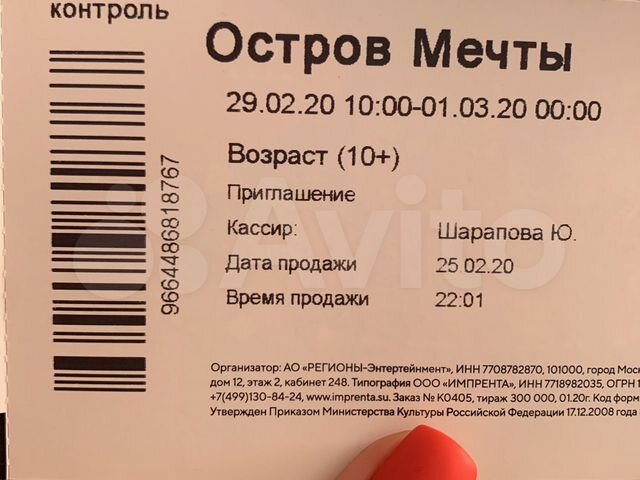 контроль
Остров Мечты
29.02.20 10:00-01.03.20 00:00
Возраст (10+)
Приглашение
Кассир: Шарапова Ю.
Дата продажи 25.02.20
Время продажи 22:01
9664486818767
Avito
Организатор: АО «РЕГИОНЫ-Энтертейнмент», ИНН 7708782870, 101000, город Мос
дом 12, этаж 2, кабинет 248. Типография ООО «ИМПРЕНТА», ИНН 7718982035, ОГРН 1
+7(499)130-84-24, www.imprenta.su. Заказ № К0405, тираж 300 000, 01.20г. Код форм
Утвержден Приказом Министерства Культуры Российской Федерации 17.12.2008 года